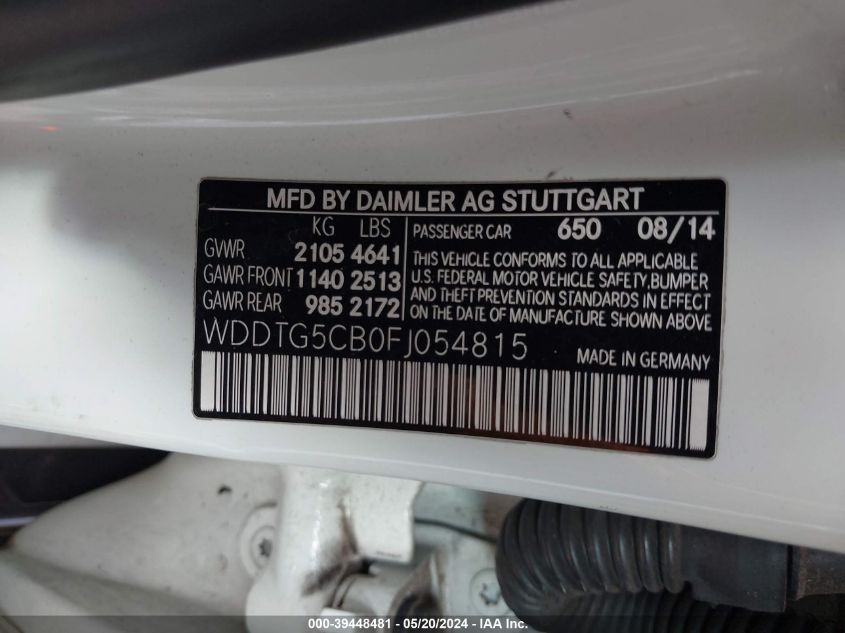 MFD BY DAIMLER AG STUTTGART
KG LBS
GVWR 2105 4641
GAWR FRONT 1140 2513
GAWR REAR 985 2172
PASSENGER CAR 650 08/14
THIS VEHICLE CONFORMS TO ALL APPLICABLE
U.S. FEDERAL MOTOR VEHICLE SAFETY, BUMPER
AND THEFT PREVENTION STANDARDS IN EFFECT
ON THE DATE OF MANUFACTURE SHOWN ABOVE
WDDTG5CB0FJ054815
MADE IN GERMANY
000-39448481 - 05/20/2024 - IAA Inc.